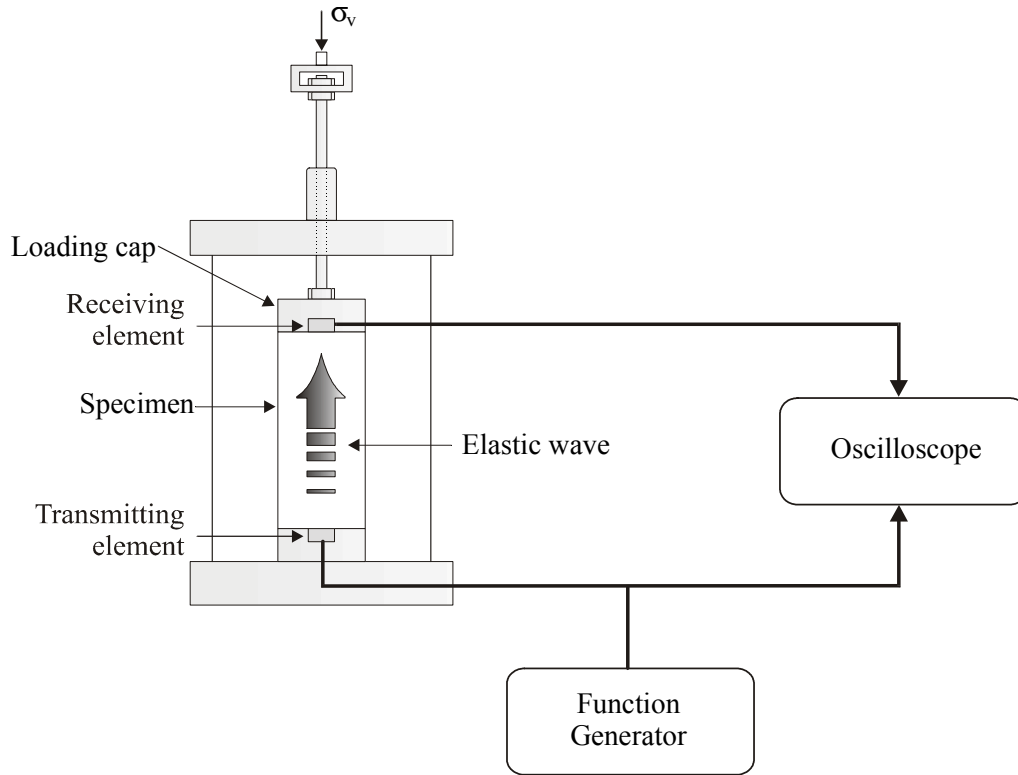 σv
Loading cap
Receiving
element
Specimen
Elastic wave
Oscilloscope
Transmitting
element
Function
Generator